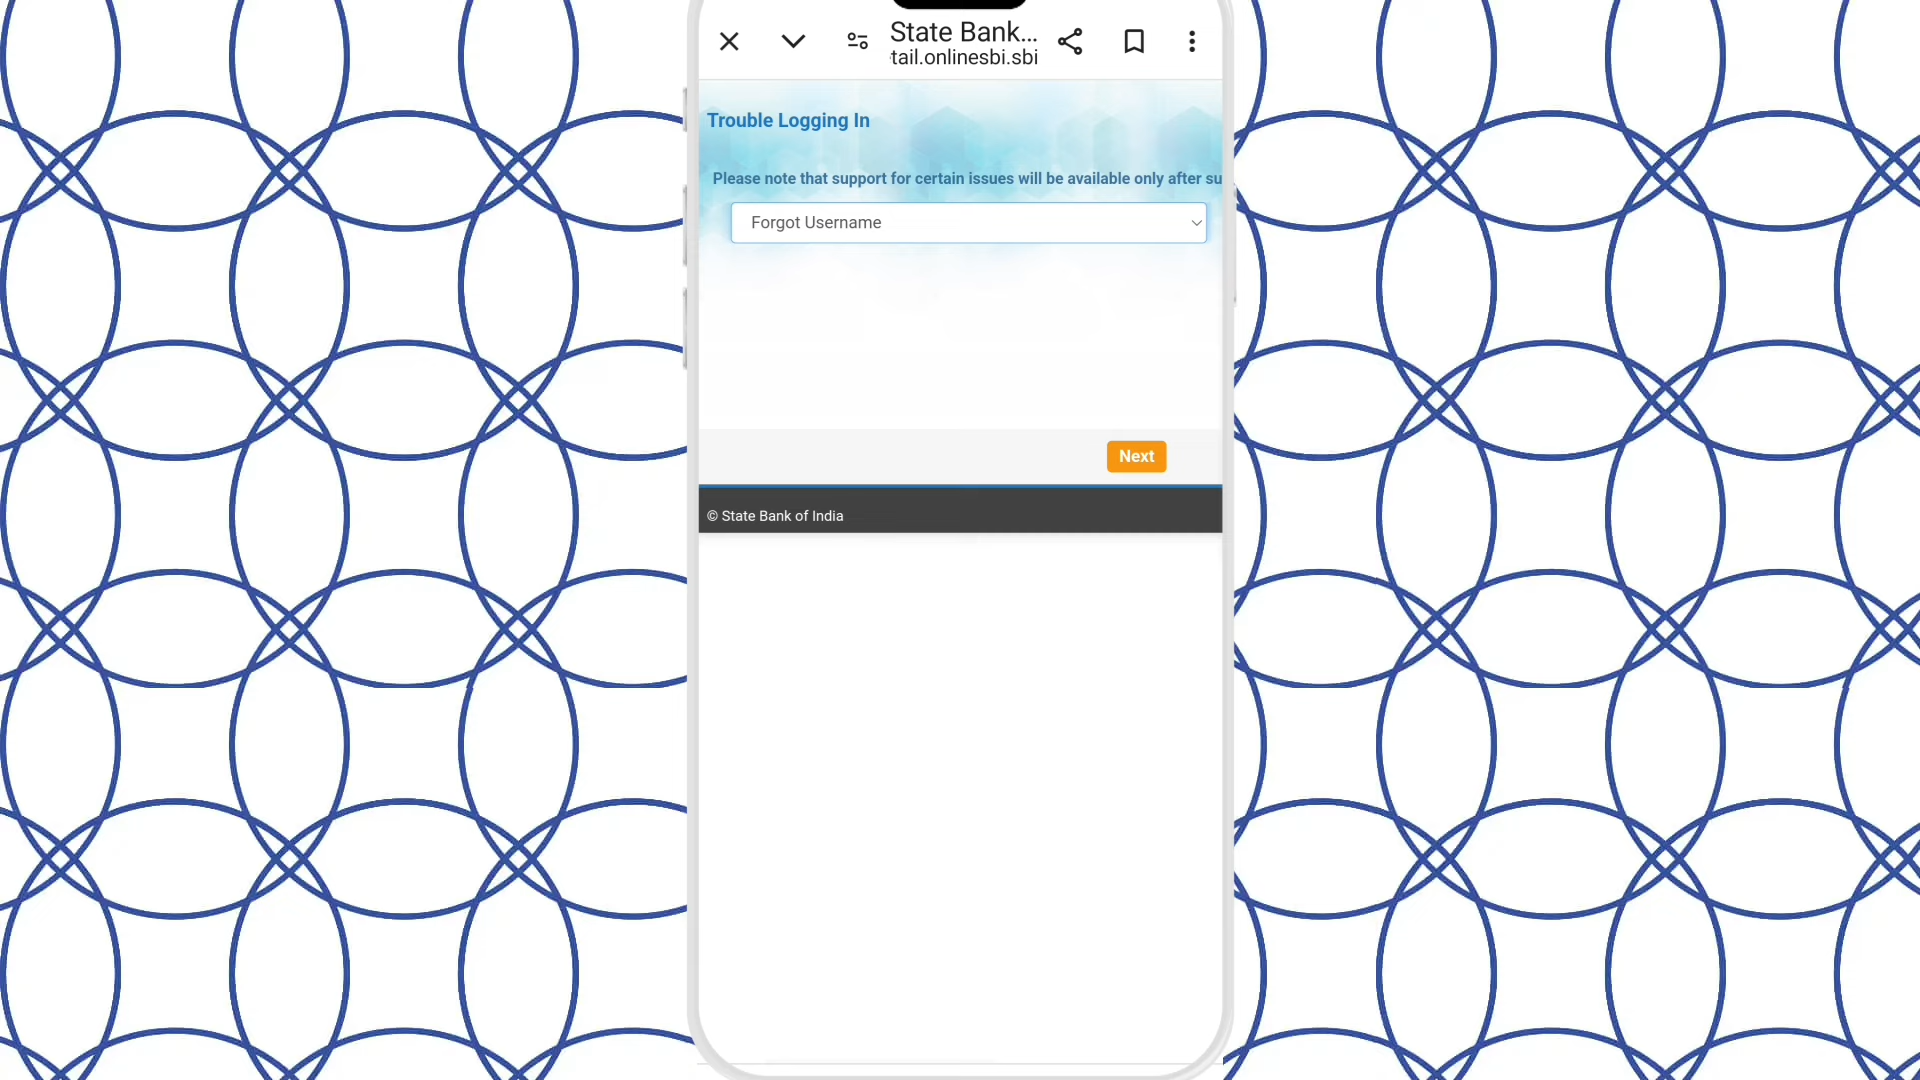 State Bank...
tail.onlinesbi.sbi
Trouble Logging In
Please note that support for certain issues will be available only after su
Forgot Username
Next
© State Bank of India